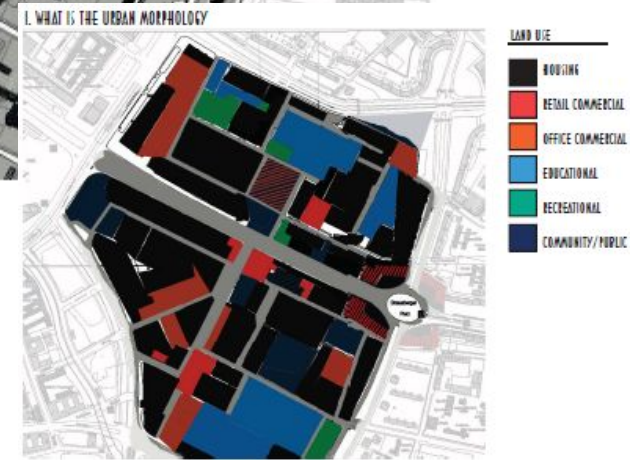 1. WHAT IS THE URBAN MORPHOLOGY
LAND USE
HOUSING
RETAIL COMMERCIAL
OFFICE COMMERCIAL
EDUCATIONAL
RECREATIONAL
COMMUNITY/PUBLIC